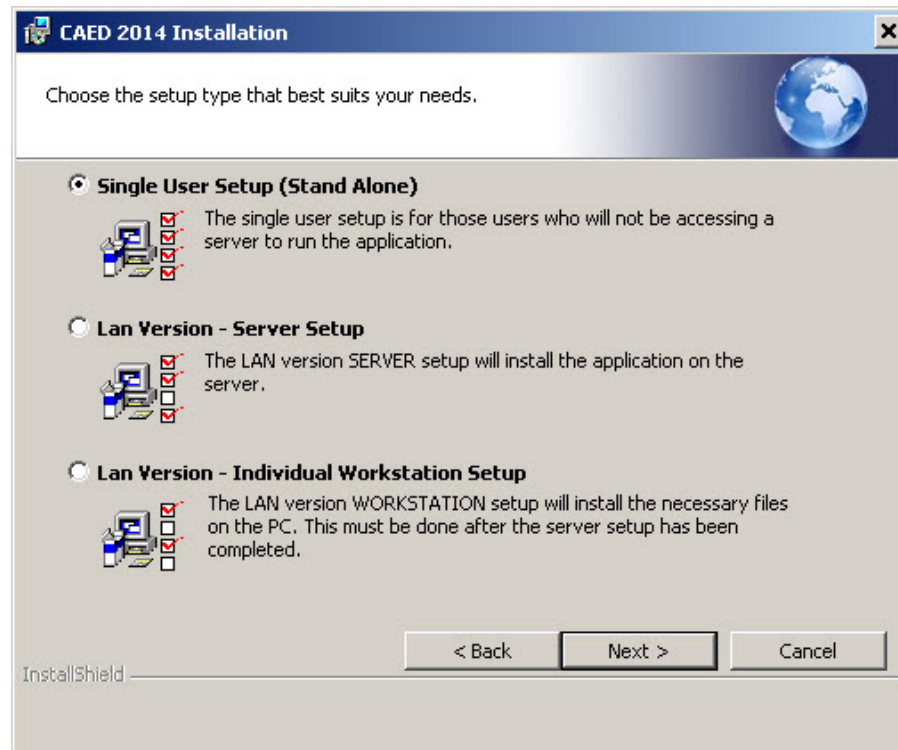 CAED 2014 Installation
Choose the setup type that best suits your needs.
Single User Setup (Stand Alone)
The single user setup is for those users who will not be accessing a
server to run the application.
Lan Version - Server Setup
The LAN version SERVER setup will install the application on the
server.
Lan Version - Individual Workstation Setup
The LAN version WORKSTATION setup will install the necessary files
on the PC. This must be done after the server setup has been
completed.
< Back Next > Cancel
InstallShield